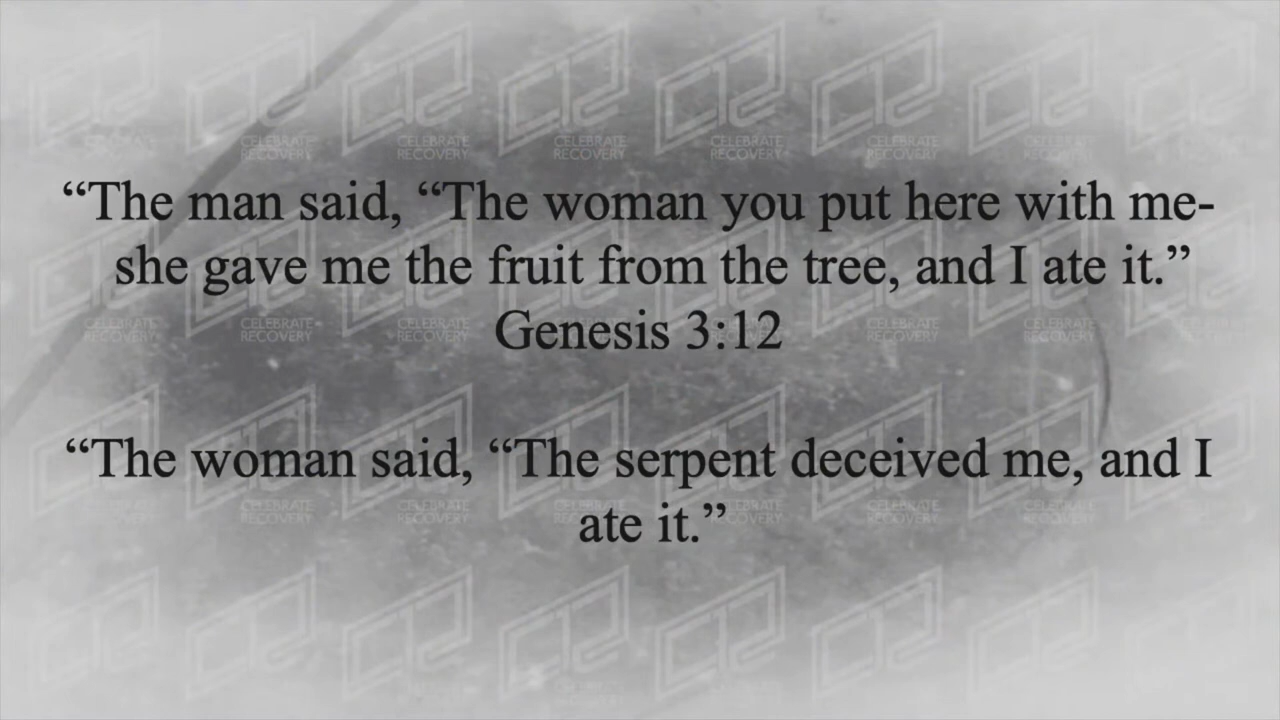 “The man said, “The woman you put here with me-
she gave me the fruit from the tree, and I ate it.”
Genesis 3:12
“The woman said, “The serpent deceived me, and I
ate it.”